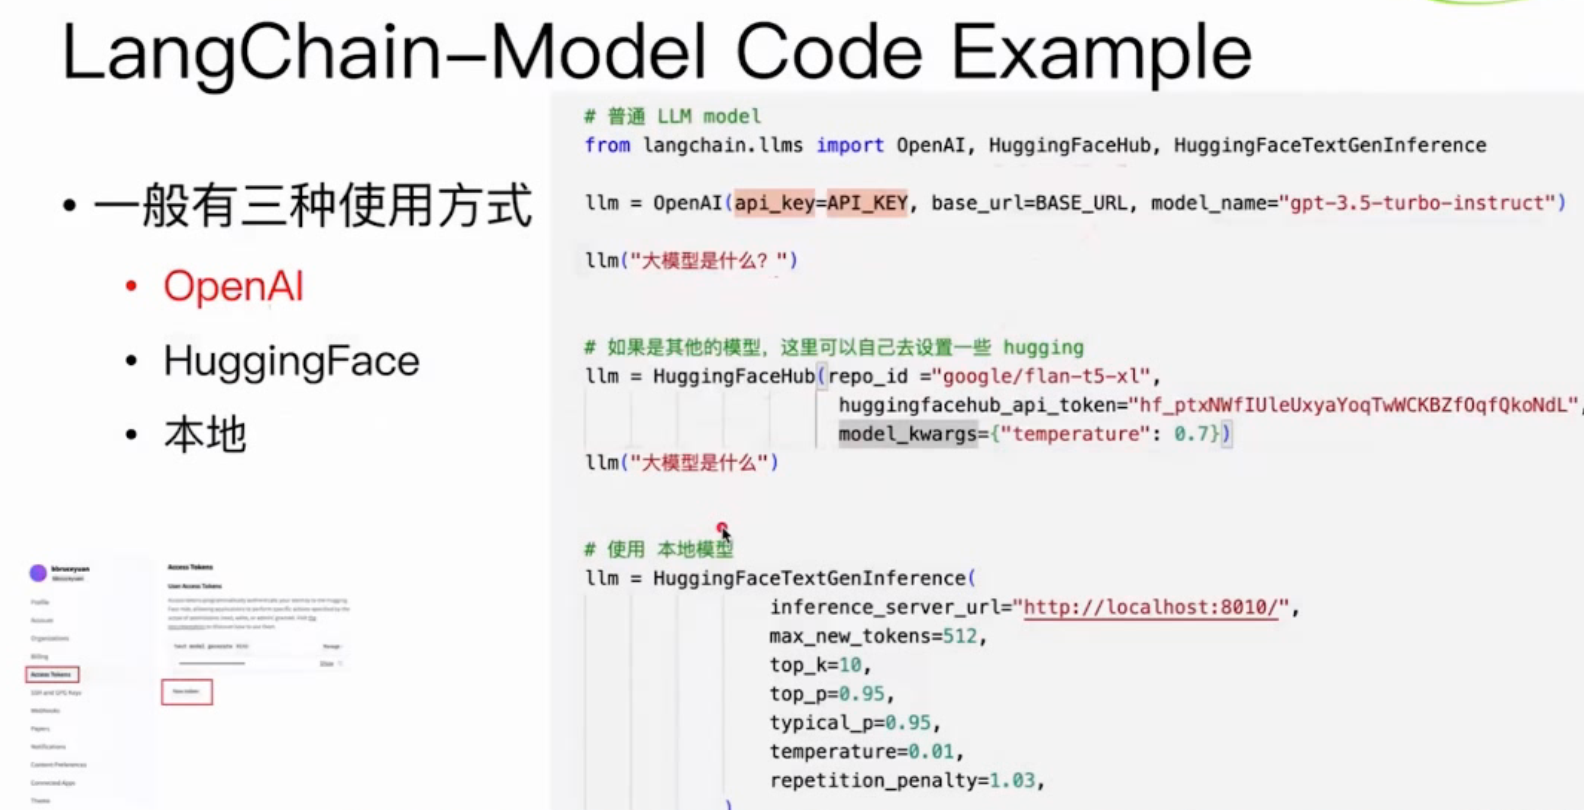 LangChain–Model Code Example
• 一般有三种使用方式
• OpenAI
• HuggingFace
• 本地
# 普通 LLM model
from langchain.llms import OpenAI, HuggingFaceHub, HuggingFaceTextGenInference
llm = OpenAI(api_key=API_KEY, base_url=BASE_URL, model_name="gpt-3.5-turbo-instruct")
llm("大模型是什么？")
# 如果是其他的模型，这里可以自己去设置一些 hugging
llm = HuggingFaceHub(repo_id ="google/flan-t5-xl",
huggingfacehub_api_token="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",
model_kwargs={"temperature": 0.7})
llm("大模型是什么")
# 使用 本地模型
llm = HuggingFaceTextGenInference(
inference_server_url="http://localhost:8010/",
max_new_tokens=512,
top_k=10,
top_p=0.95,
typical_p=0.95,
temperature=0.01,
repetition_penalty=1.03,
)
Profile
Account
Organizations
Billing
Access Tokens
SSH and GPG Keys
Webhooks
Papers
Notifications
Content Preferences
Connected Apps
Theme
Access Tokens
User Access Tokens
New token